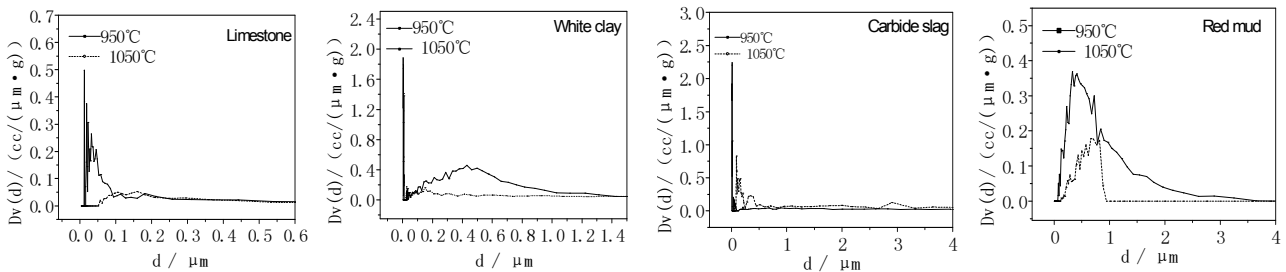 0.7
0.6
0.5
0.4
0.3
0.2
0.1
0.0
Dv(d)/ (cc/(μm•g)
950℃
1050℃
Limestone
0.0 0.1 0.2 0.3 0.4 0.5 0.6
d / μm
2.4
2.0
1.6
1.2
0.8
0.4
0.0
Dv(d)/ (cc/(μm•g)
950℃
1050℃
White clay
0.0 0.2 0.4 0.6 0.8 1.0 1.2 1.4
d / μm
3.0
2.5
2.0
1.5
1.0
0.5
0.0
Dv(d)/ (cc/(μm•g)
Carbide slag
950℃
1050℃
0 1 2 3 4
d / μm
0.5
0.4
0.3
0.2
0.1
0.0
Dv(d)/ (cc/(μm•g)
950℃
1050℃
Red mud
0 1 2 3 4
d / μm